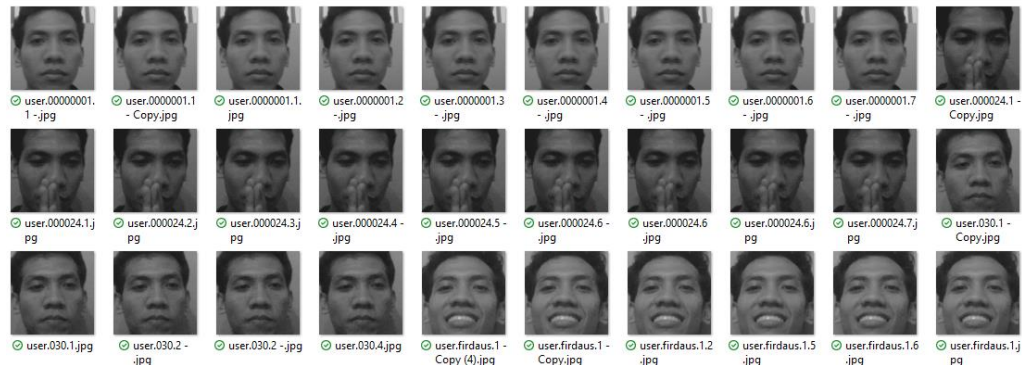 user.00000001.
1 -.jpg
user.0000001.1
- Copy.jpg
user.0000001.1.
jpg
user.0000001.2
-.jpg
user.0000001.3
- .jpg
user.0000001.4
- .jpg
user.0000001.5
- .jpg
user.0000001.6
- .jpg
user.0000001.7
- .jpg
user.000024.1 -
Copy.jpg
user.000024.1.j
pg
user.000024.2.j
pg
user.000024.3.j
pg
user.000024.4 -
.jpg
user.000024.5 -
.jpg
user.000024.6 -
.jpg
user.000024.6
.jpg
user.000024.6.j
pg
user.000024.7.j
pg
user.030.1 -
Copy.jpg
user.030.1.jpg
user.030.2 -
.jpg
user.030.2 -.jpg
user.030.4.jpg
user.firdaus.1 -
Copy (4).jpg
user.firdaus.1 -
Copy.jpg
user.firdaus.1.2
.jpg
user.firdaus.1.5
.jpg
user.firdaus.1.6
.jpg
user.firdaus.1.j
pg